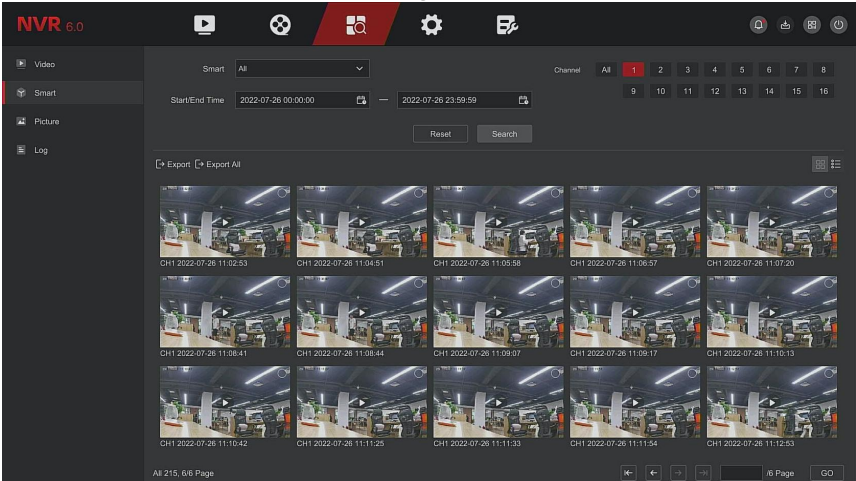 NVR 6.0
Video
Smart
Picture
Log
Smart All
Channel All 1 2 3 4 5 6 7 8
9 10 11 12 13 14 15 16
Start/End Time 2022-07-26 00:00:00 — 2022-07-26 23:59:59
Reset Search
Export Export All
CH1 2022-07-26 11:02:53 CH1 2022-07-26 11:04:51 CH1 2022-07-26 11:05:58 CH1 2022-07-26 11:06:57 CH1 2022-07-26 11:07:20
CH1 2022-07-26 11:08:41 CH1 2022-07-26 11:08:44 CH1 2022-07-26 11:09:07 CH1 2022-07-26 11:09:17 CH1 2022-07-26 11:10:13
CH1 2022-07-26 11:10:42 CH1 2022-07-26 11:11:25 CH1 2022-07-26 11:11:33 CH1 2022-07-26 11:11:54 CH1 2022-07-26 11:12:53
All 215, 6/6 Page
/6 Page GO